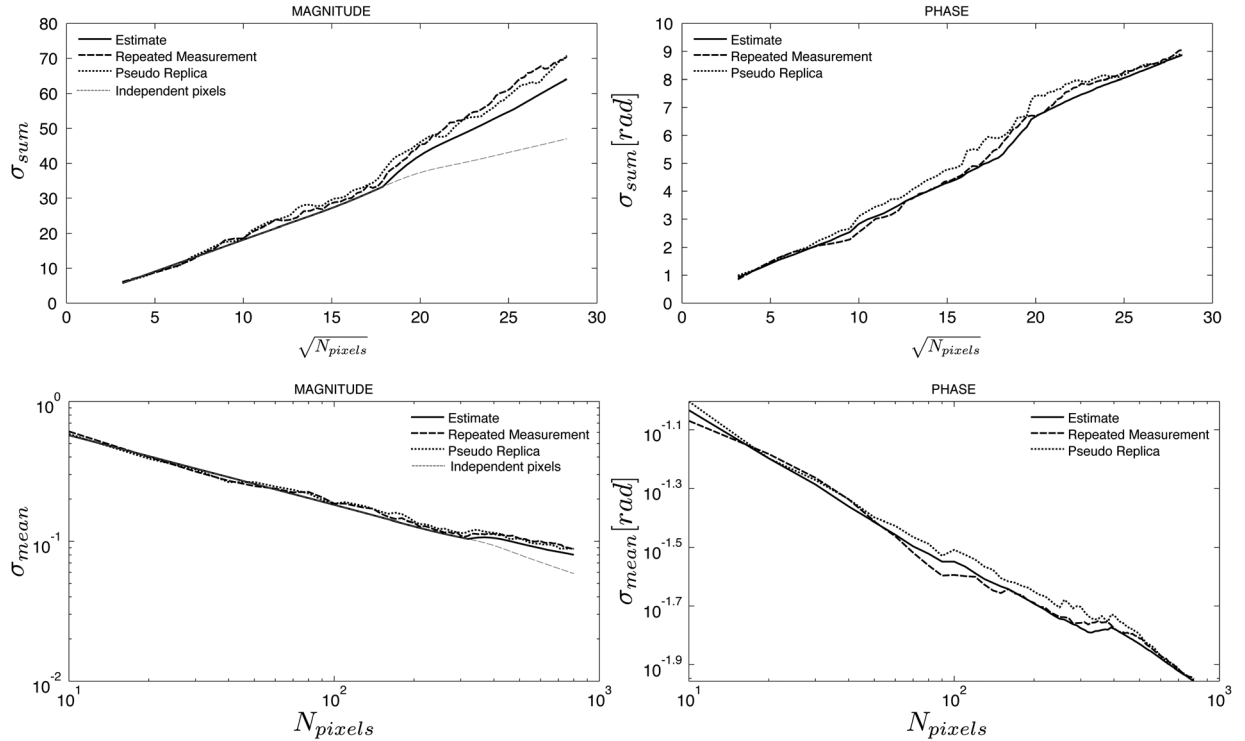 MAGNITUDE
80
70
60
50
40
30
20
10
0
σsum
Estimate
Repeated Measurement
Pseudo Replica
Independent pixels
0 5 10 15 20 25 30
√Npixels
PHASE
10
9
8
7
6
5
4
3
2
1
0
σsum[rad]
Estimate
Repeated Measurement
Pseudo Replica
0 5 10 15 20 25 30
√Npixels
MAGNITUDE
10^0
10^-1
10^-2
σmean
Estimate
Repeated Measurement
Pseudo Replica
Independent pixels
10^1 10^2 10^3
Npixels
PHASE
10^-1.1
10^-1.3
10^-1.5
10^-1.7
10^-1.9
σmean[rad]
Estimate
Repeated Measurement
Pseudo Replica
10^1 10^2 10^3
Npixels